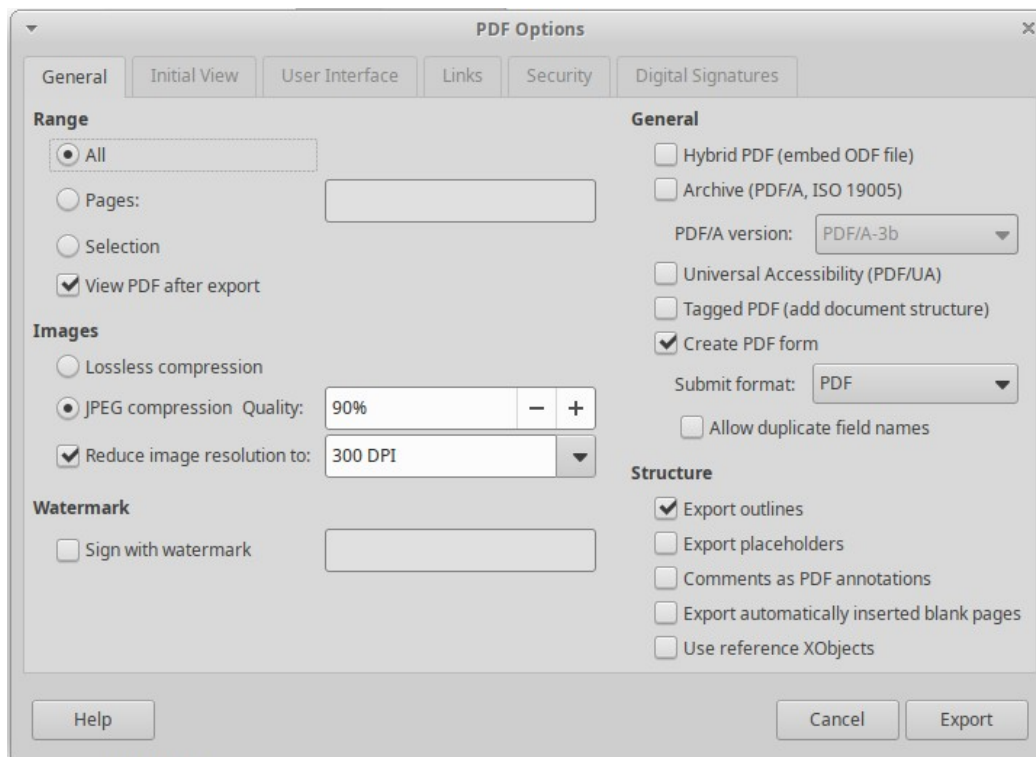 PDF Options
General
Initial View
User Interface
Links
Security
Digital Signatures
Range
All
Pages:
Selection
View PDF after export
Images
Lossless compression
JPEG compression Quality: 90%
Reduce image resolution to: 300 DPI
Watermark
Sign with watermark
General
Hybrid PDF (embed ODF file)
Archive (PDF/A, ISO 19005)
PDF/A version: PDF/A-3b
Universal Accessibility (PDF/UA)
Tagged PDF (add document structure)
Create PDF form
Submit format: PDF
Allow duplicate field names
Structure
Export outlines
Export placeholders
Comments as PDF annotations
Export automatically inserted blank pages
Use reference XObjects
Help
Cancel
Export